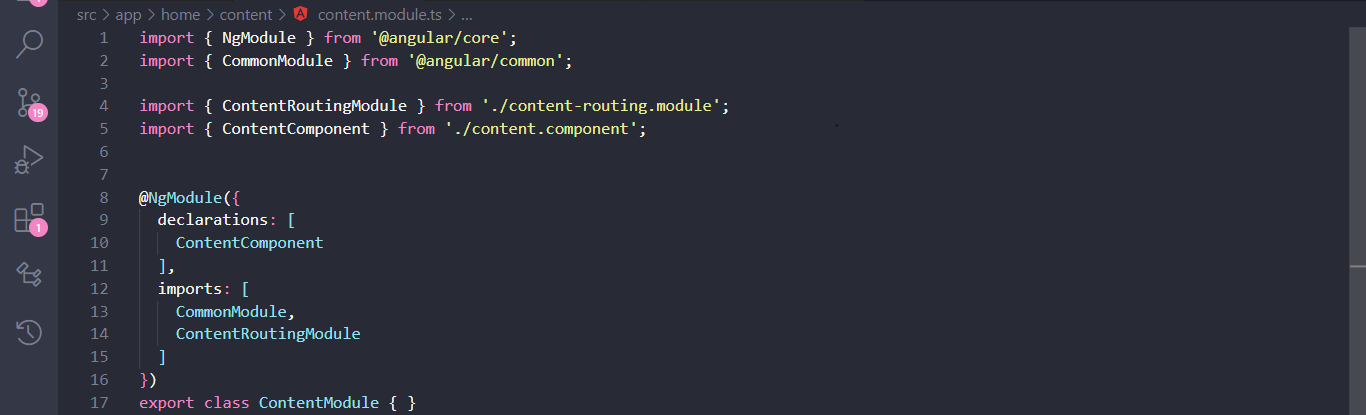 src > app > home > content > content.module.ts > ...
1 import { NgModule } from '@angular/core';
2 import { CommonModule } from '@angular/common';
3
4 import { ContentRoutingModule } from './content-routing.module';
5 import { ContentComponent } from './content.component';
6
7
8 @NgModule({
9 declarations: [
10 ContentComponent
11 ],
12 imports: [
13 CommonModule,
14 ContentRoutingModule
15 ]
16 })
17 export class ContentModule { }
19
1